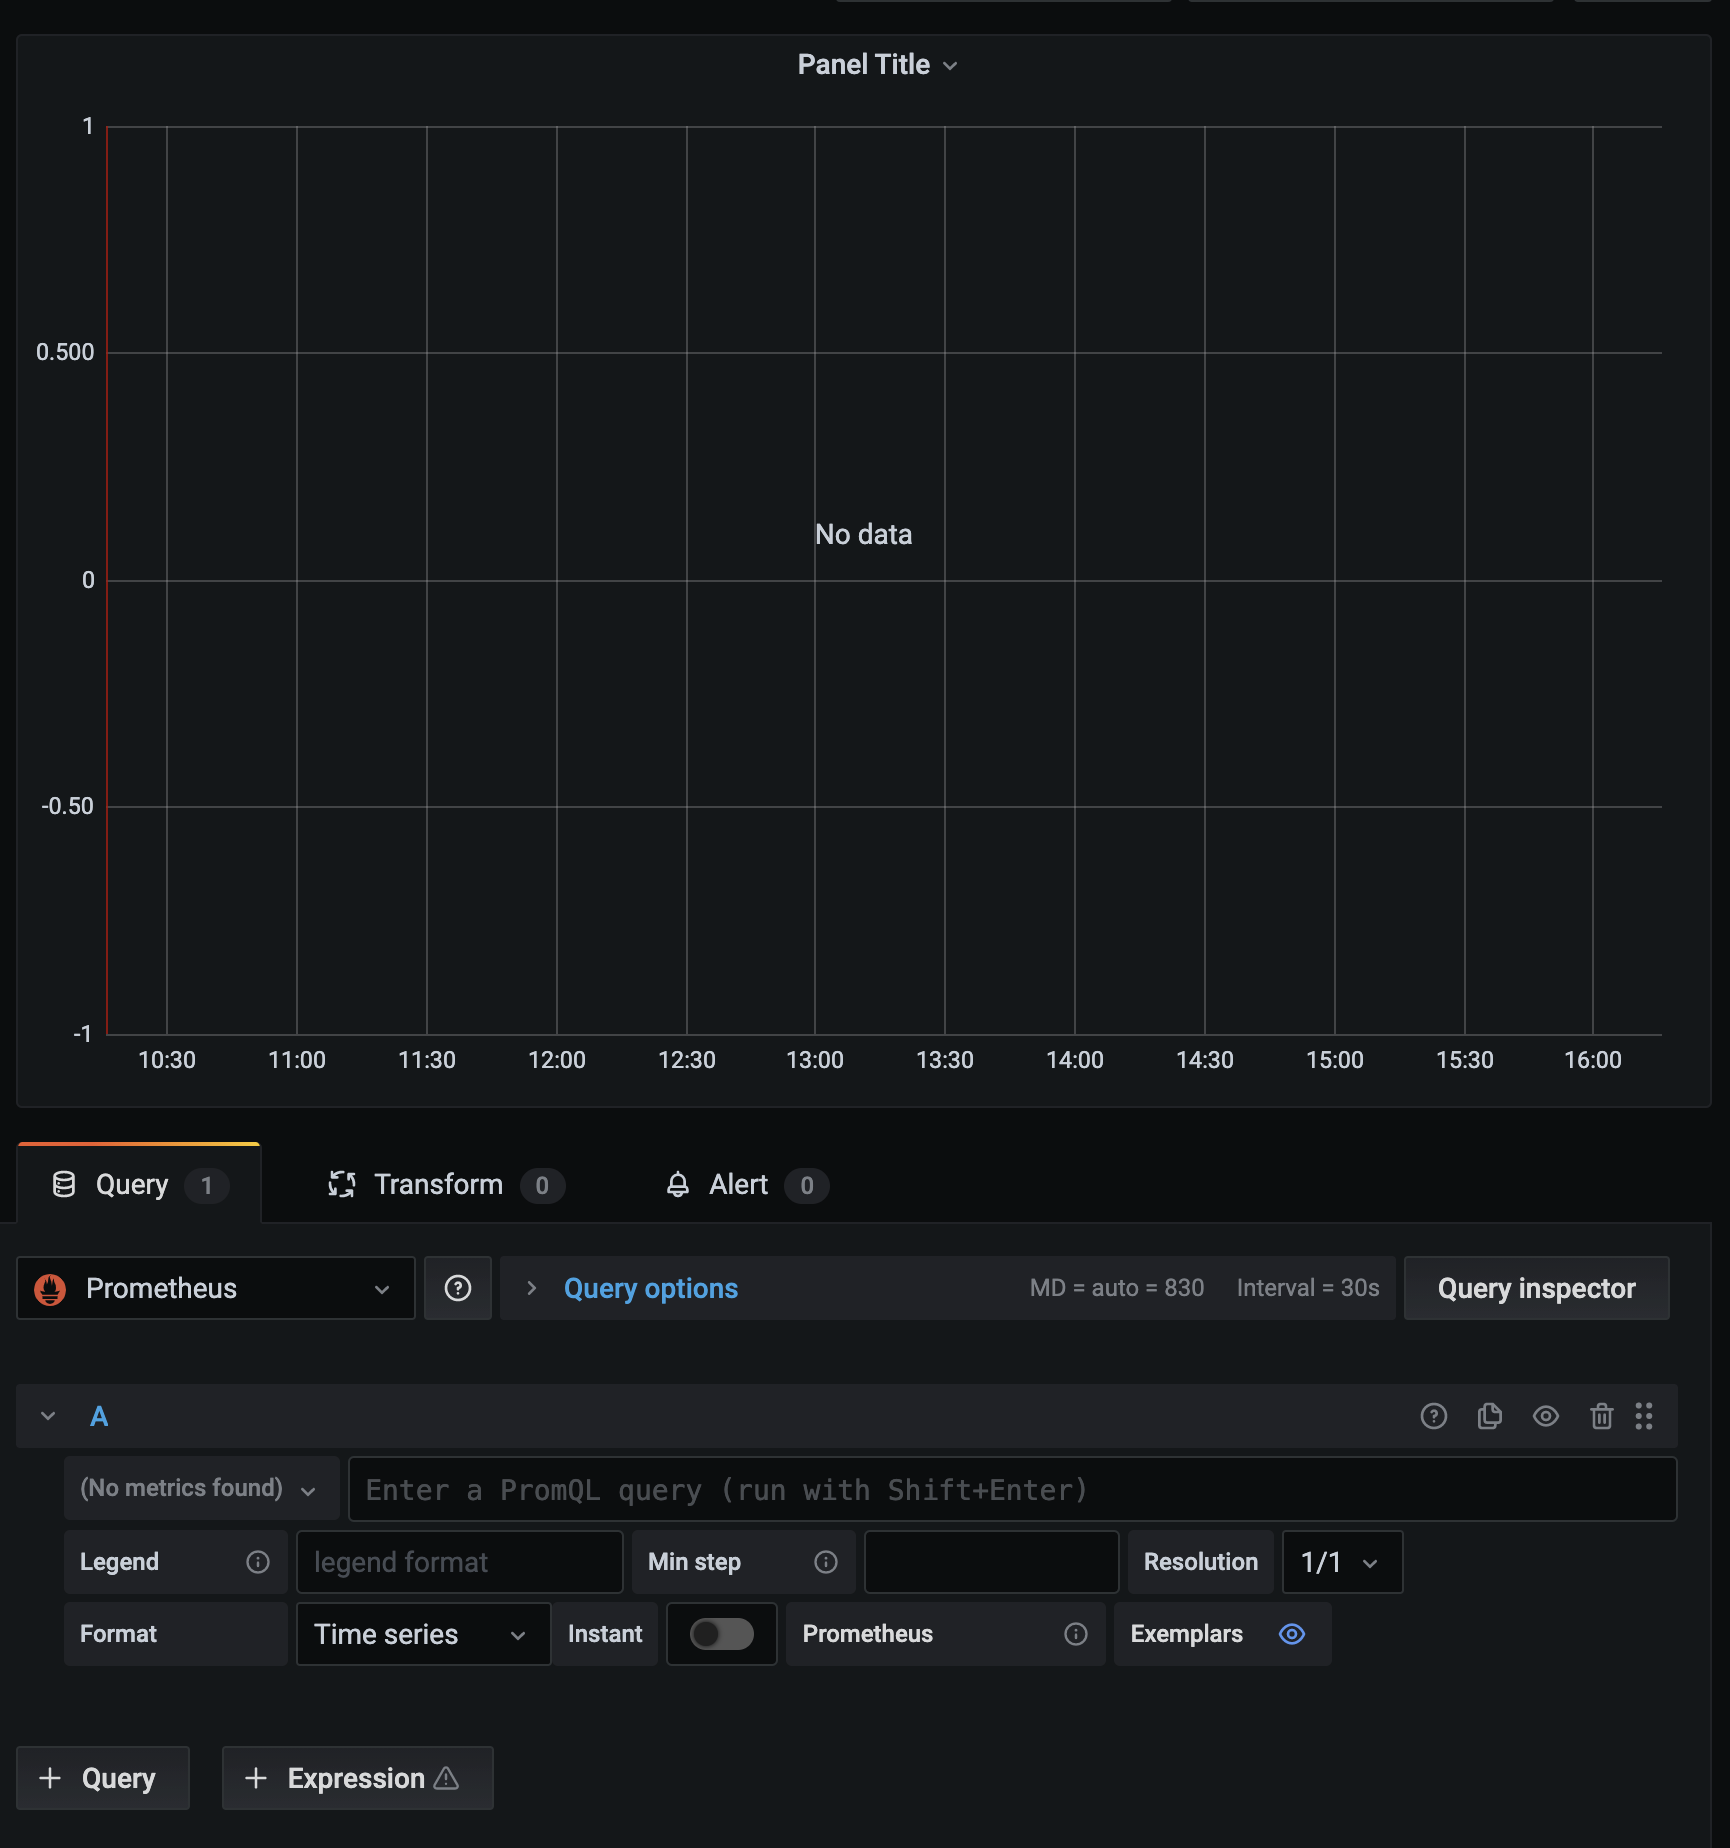 Panel Title
1
0.500
No data
0
-0.50
-1
10:30 11:00 11:30 12:00 12:30 13:00 13:30 14:00 14:30 15:00 15:30 16:00
Query 1 Transform 0 Alert 0
Prometheus Query options MD = auto = 830 Interval = 30s Query inspector
A
(No metrics found) Enter a PromQL query (run with Shift+Enter)
Legend legend format Min step Resolution 1/1
Format Time series Instant Prometheus Exemplars
+ Query + Expression